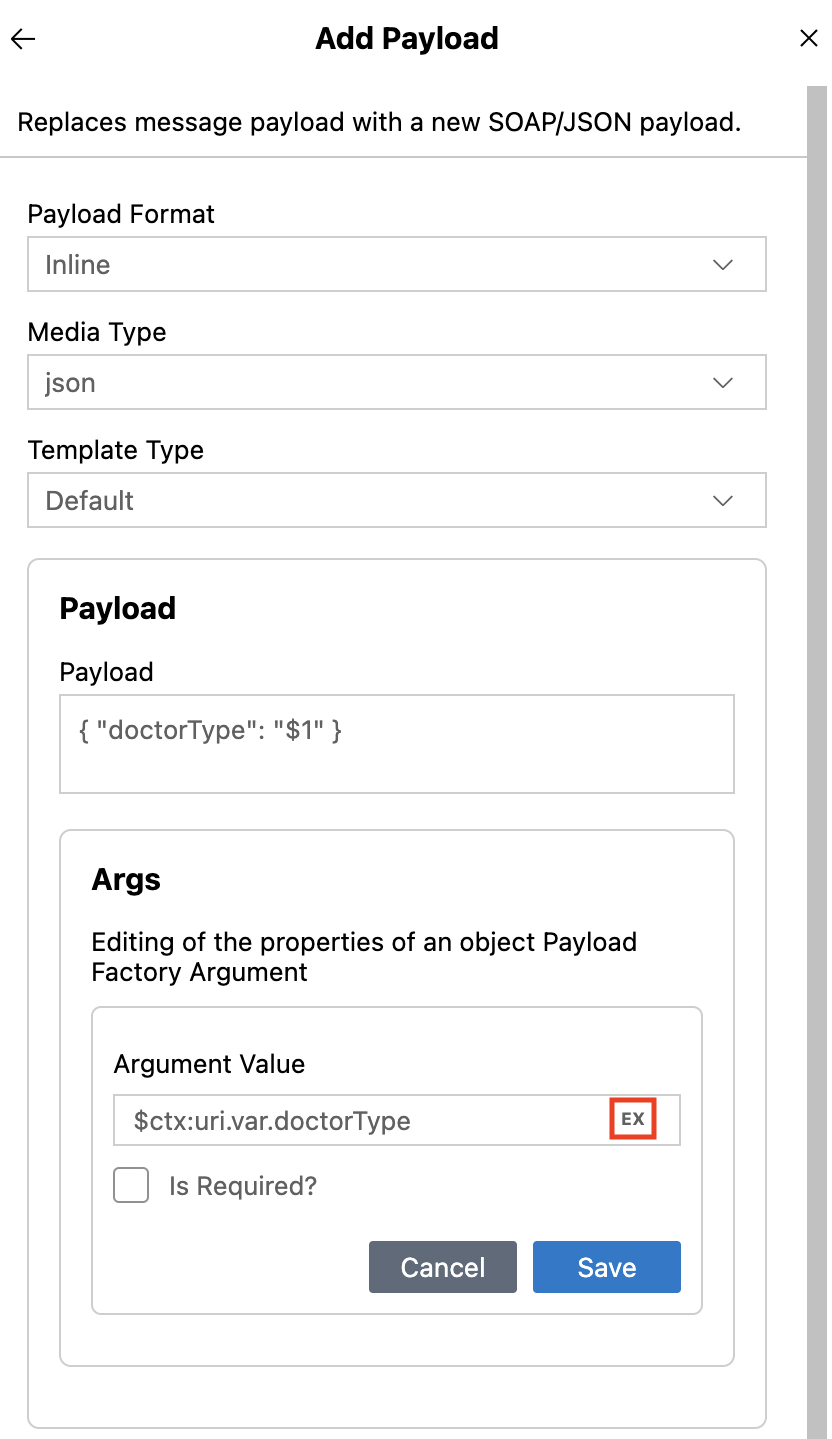 Add Payload
Replaces message payload with a new SOAP/JSON payload.
Payload Format
Inline
Media Type
json
Template Type
Default
Payload
Payload
{ "doctorType": "$1" }
Args
Editing of the properties of an object Payload
Factory Argument
Argument Value
$ctx:uri.var.doctorType
EX
Is Required?
Cancel
Save